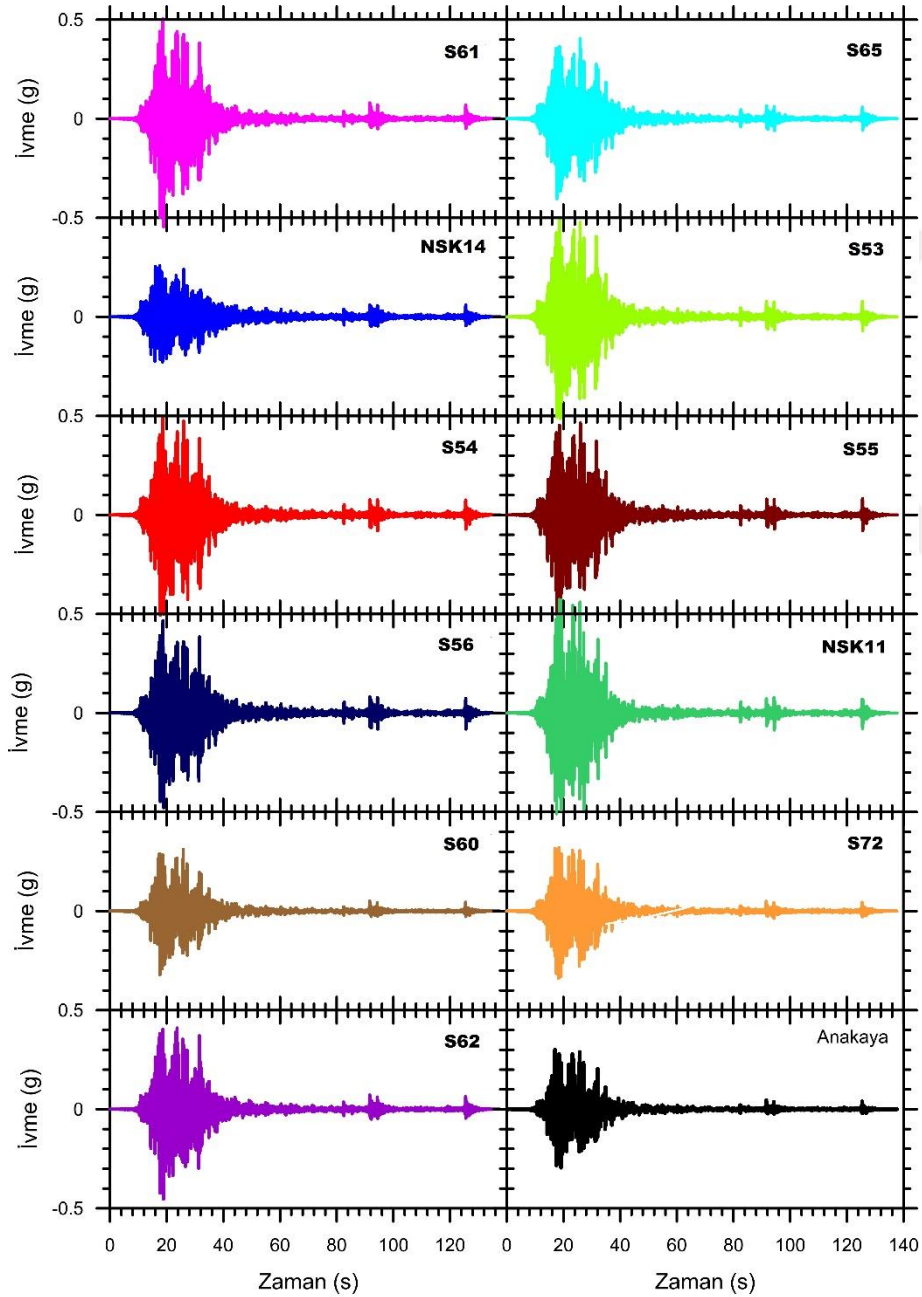 0.5
S61
S65
İvme (g)
0
-0.5
NSK14
S53
İvme (g)
0
0.5
S54
S55
İvme (g)
0
0.5
S56
NSK11
İvme (g)
0
-0.5
S60
S72
İvme (g)
0
0.5
S62
Anakaya
İvme (g)
0
-0.5
0 20 40 60 80 100 120 0 20 40 60 80 100 120 140
Zaman (s) Zaman (s)